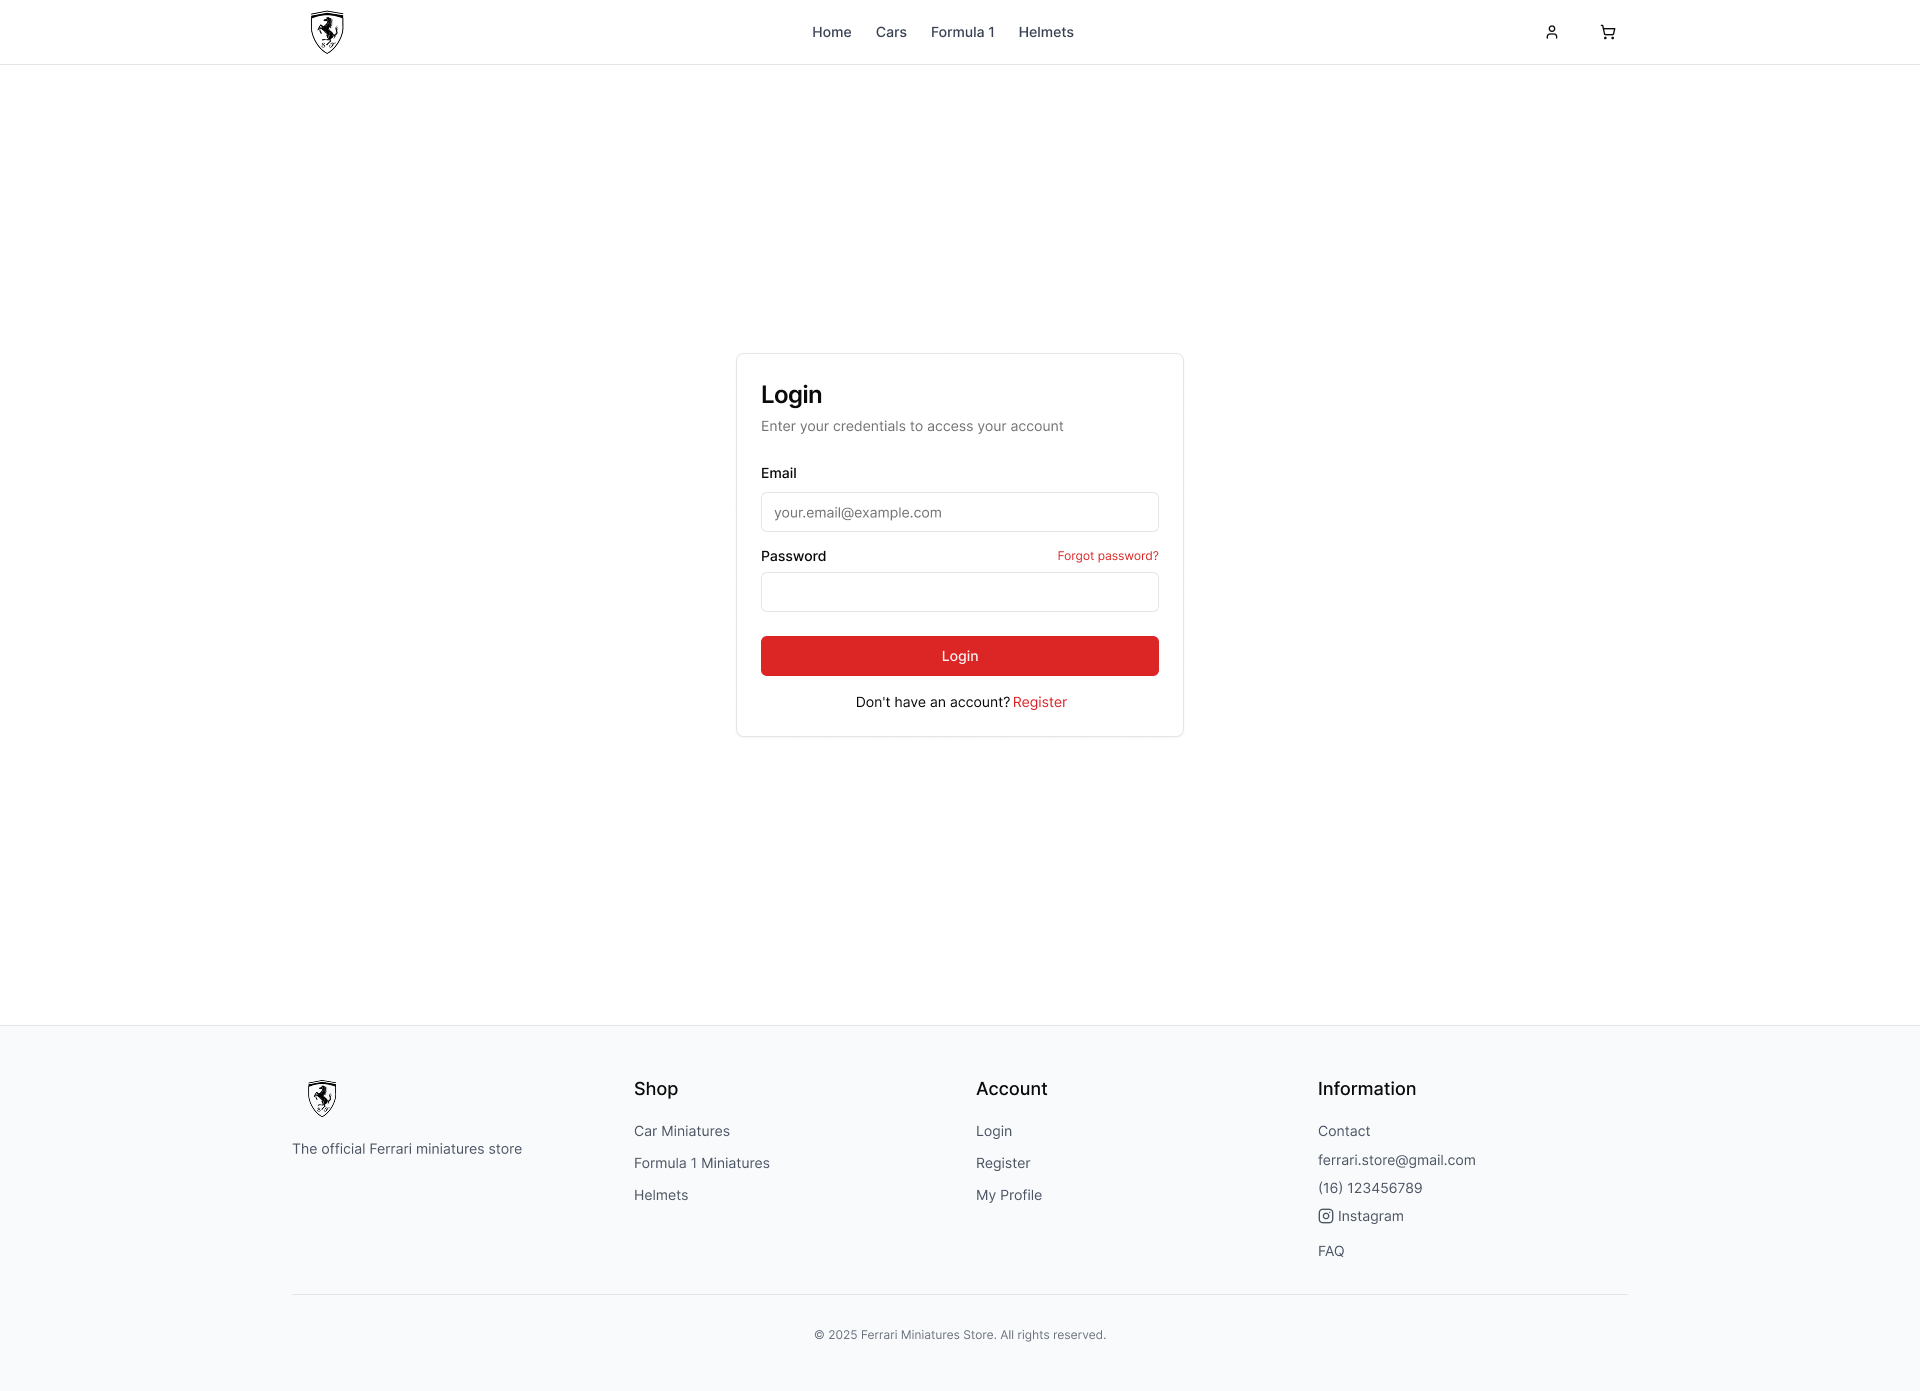 Home Cars Formula 1 Helmets
Login
Enter your credentials to access your account
Email
your.email@example.com
Password Forgot password?
Login
Don't have an account? Register
The official Ferrari miniatures store
Shop
Car Miniatures
Formula 1 Miniatures
Helmets
Account
Login
Register
My Profile
Information
Contact
ferrari.store@gmail.com
(16) 123456789
Instagram
FAQ
© 2025 Ferrari Miniatures Store. All rights reserved.